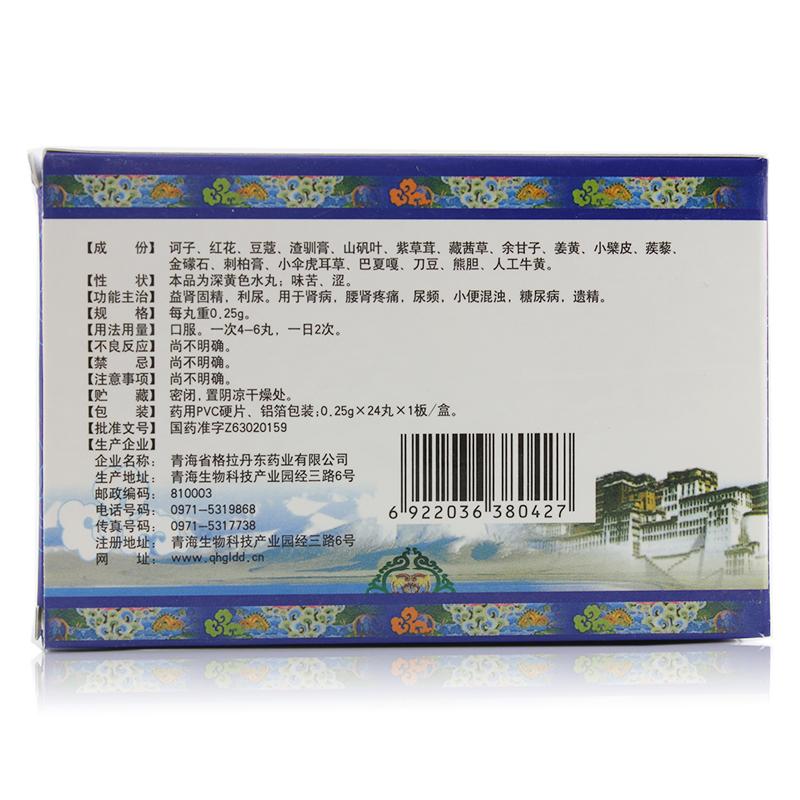 【成　份】 诃子、红花、豆蔻、渣驯膏、山矾叶、紫草茸、藏茜草、余甘子、姜黄、小檗皮、蒺藜、
金礞石、刺柏膏、小伞虎耳草、巴夏嘎、刀豆、熊胆、人工牛黄。
【性　状】 本品为深黄色水丸；味苦、涩。
【功能主治】 益肾固精，利尿。用于肾病，腰肾疼痛，尿频，小便混浊，糖尿病，遗精。
【规　格】 每丸重0.25g。
【用法用量】 口服。一次4-6丸，一日2次。
【不良反应】 尚不明确。
【禁　忌】 尚不明确。
【注意事项】 尚不明确。
【贮　藏】 密闭，置阴凉干燥处。
【包　装】 药用PVC硬片、铝箔包装；0.25g×24丸×1板/盒。
【批准文号】 国药准字Z63020159
【生产企业】
企业名称： 青海省格拉丹东药业有限公司
生产地址： 青海生物科技产业园经三路6号
邮政编码： 810003
电话号码： 0971-5319868
传真号码： 0971-5317738
注册地址： 青海生物科技产业园经三路6号
网　址： www.qhgldd.cn
6 922036 380427